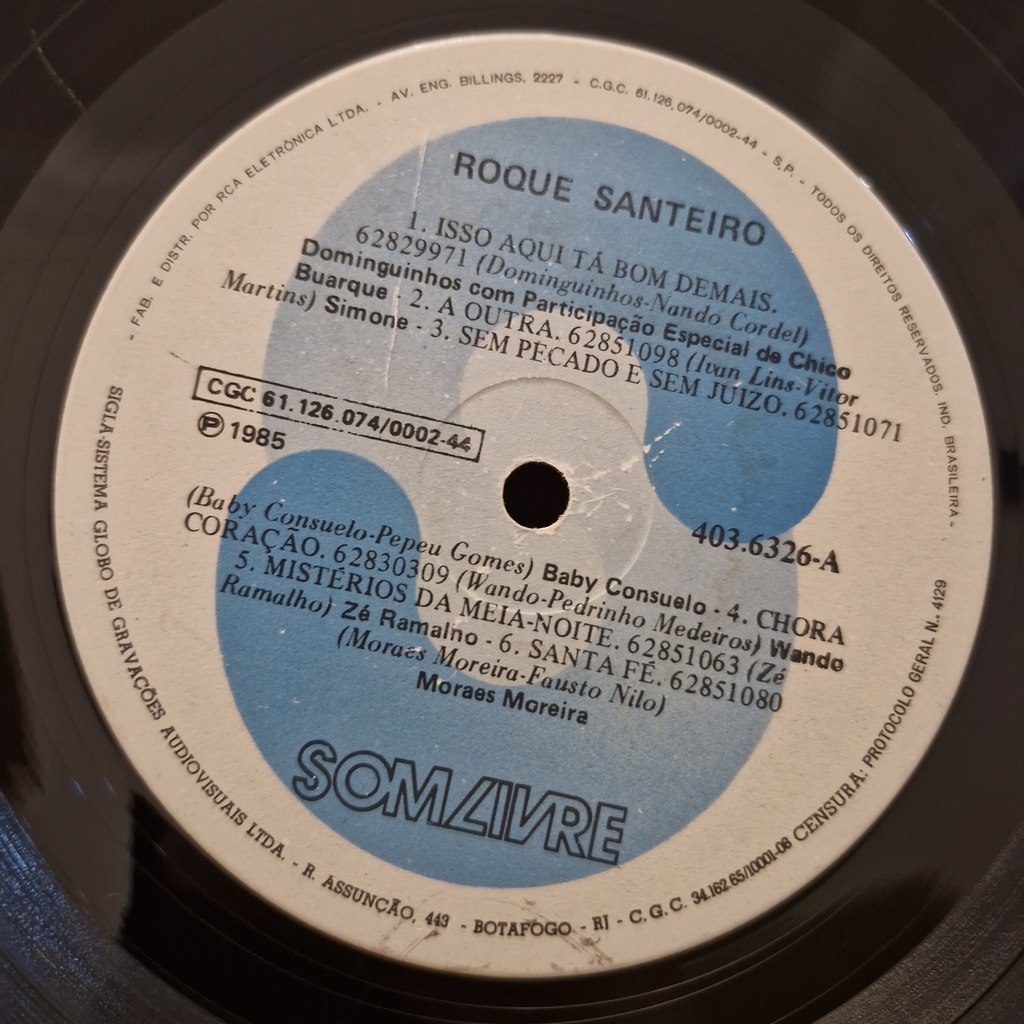 - FAB. E DISTR. POR RCA ELETRÔNICA LTDA. - AV. ENG. BILLINGS, 2227 - C.G.C. 61.126.074/0002-44 - S.P. - TODOS OS DIREITOS RESERVADOS. IND. BRASILEIRA -
ROQUE SANTEIRO
1. ISSO AQUI TÁ BOM DEMAIS.
62829971 (Dominguinhos-Nando Cordel)
Dominguinhos com Participação Especial de Chico
Buarque - 2. A OUTRA. 62851098 (Ivan Lins-Vitor
Martins) Simone - 3. SEM PECADO E SEM JUIZO. 62851071
CGC 61.126.074/0002-44
Ⓟ 1985
403.6326-A
(Baby Consuelo-Pepeu Gomes) Baby Consuelo - 4. CHORA
CORAÇÃO. 62830309 (Wando-Pedrinho Medeiros) Wando
5. MISTÉRIOS DA MEIA-NOITE. 62851063 (Zé
Ramalho) Zé Ramalho - 6. SANTA FÉ. 62851080
(Moraes Moreira-Fausto Nilo)
Moraes Moreira
SOM LIVRE
SIGLA-SISTEMA GLOBO DE GRAVAÇÕES AUDIOVISUAIS LTDA. - R. ASSUNÇÃO, 443 - BOTAFOGO - RJ - C.G.C. 34.162.65/10001-08 CENSURA: PROTOCOLO GERAL N.. 4129